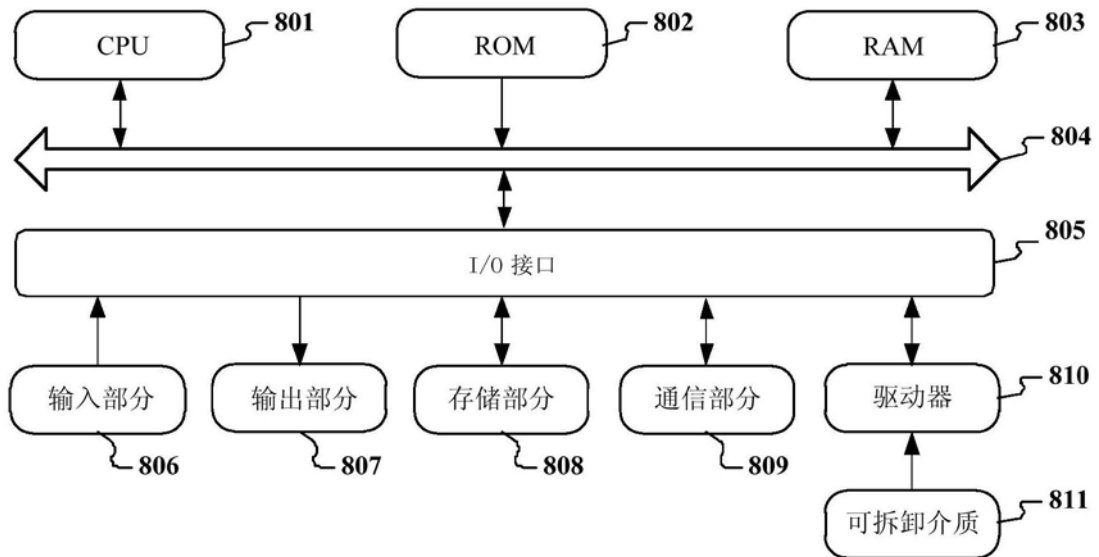 CPU
801
ROM
802
RAM
803
804
I/O 接口
805
输入部分
806
输出部分
807
存储部分
808
通信部分
809
驱动器
810
可拆卸介质
811